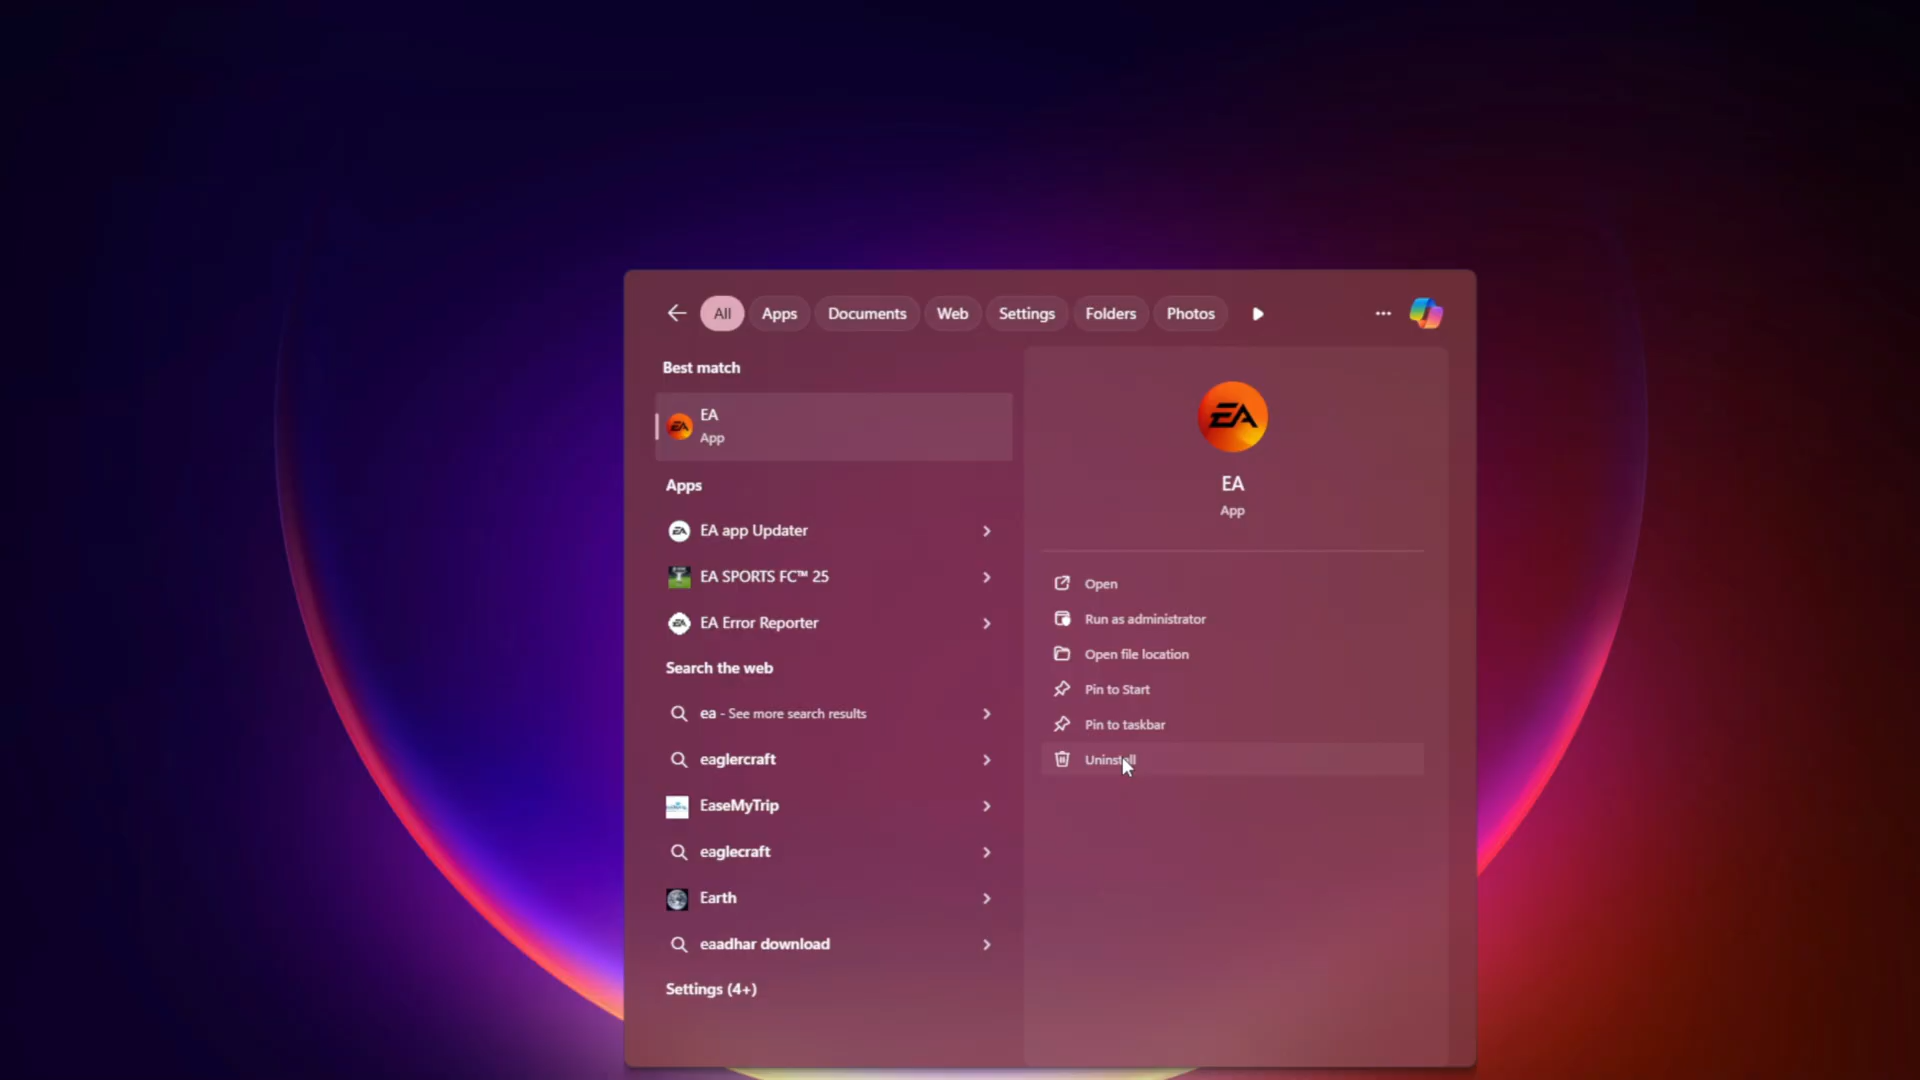 All Apps Documents Web Settings Folders Photos
Best match
EA
App
Apps
EA app Updater
EA SPORTS FC™ 25
EA Error Reporter
Search the web
ea - See more search results
eaglercraft
EaseMyTrip
eaglecraft
Earth
eaadhar download
Settings (4+)
EA
EA
App
Open
Run as administrator
Open file location
Pin to Start
Pin to taskbar
Uninstall